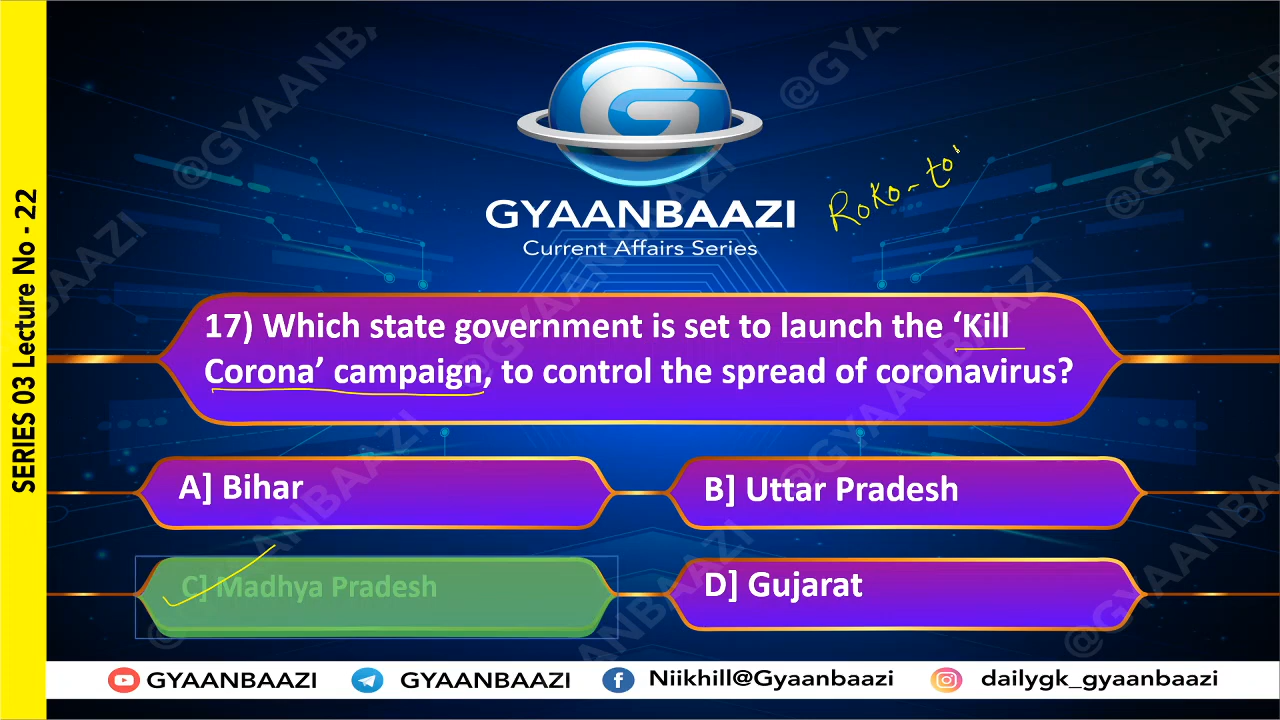 SERIES 03 Lecture No - 22
GYAANBAAZI
Current Affairs Series
Roko-to
17) Which state government is set to launch the ‘Kill
Corona’ campaign, to control the spread of coronavirus?
A] Bihar
B] Uttar Pradesh
C] Madhya Pradesh
D] Gujarat
GYAANBAAZI
GYAANBAAZI
Niikhill@Gyaanbaazi
dailygk_gyaanbaazi
@GYAANBAAZI